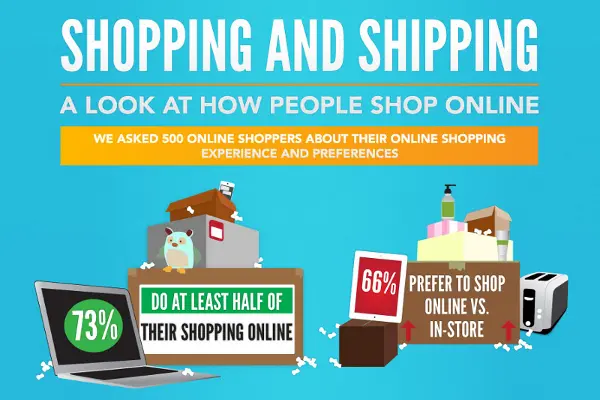 SHOPPING AND SHIPPING
A LOOK AT HOW PEOPLE SHOP ONLINE
WE ASKED 500 ONLINE SHOPPERS ABOUT THEIR ONLINE SHOPPING
EXPERIENCE AND PREFERENCES
73%
DO AT LEAST HALF OF
THEIR SHOPPING ONLINE
66%
PREFER TO SHOP
ONLINE VS.
IN-STORE